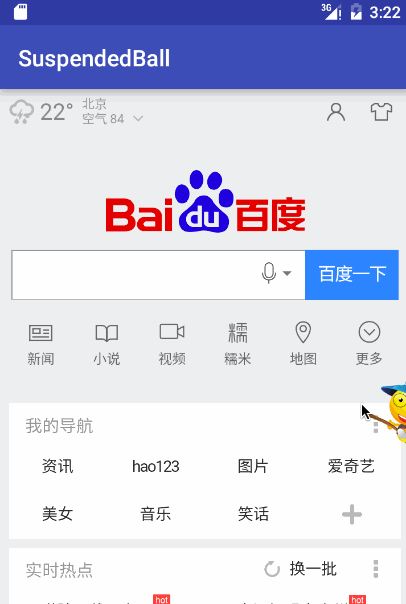 3G 3:22
SuspendedBall
22° 北京
空气 84
Bai du 百度
百度一下
新闻 小说 视频 糯 糯米 地图 更多
我的导航
资讯 hao123 图片 爱奇艺
美女 音乐 笑话
实时热点 换一批
hot hot